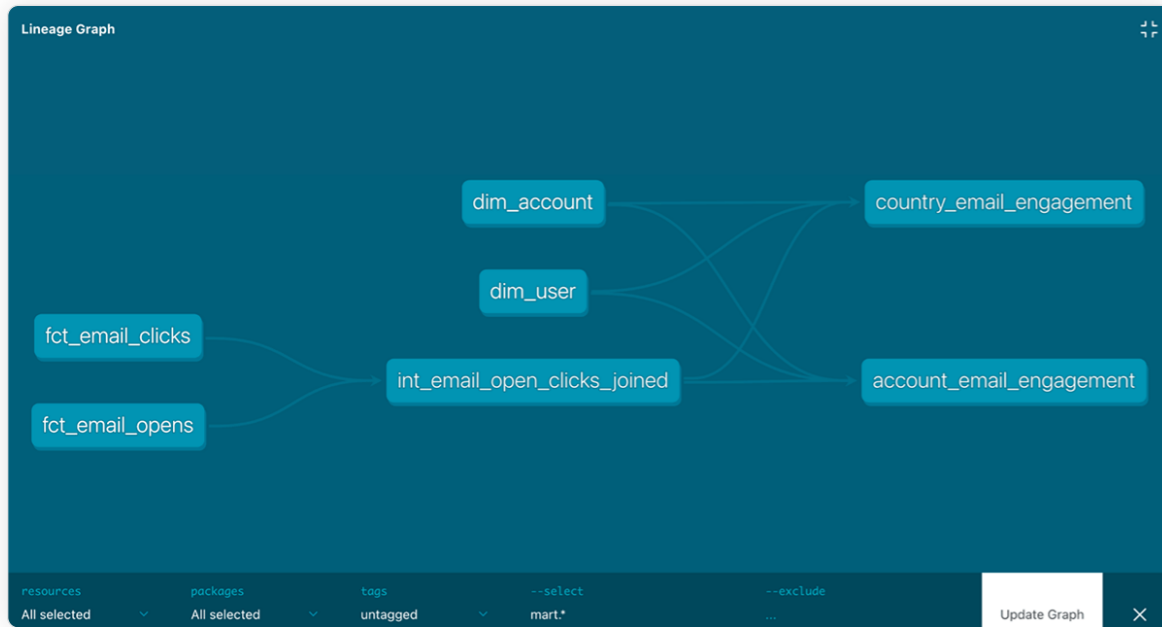 Lineage Graph
dim_account
country_email_engagement
dim_user
fct_email_clicks
int_email_open_clicks_joined
account_email_engagement
fct_email_opens
resources
packages
tags
--select
--exclude
All selected
All selected
untagged
mart.*
...
Update Graph